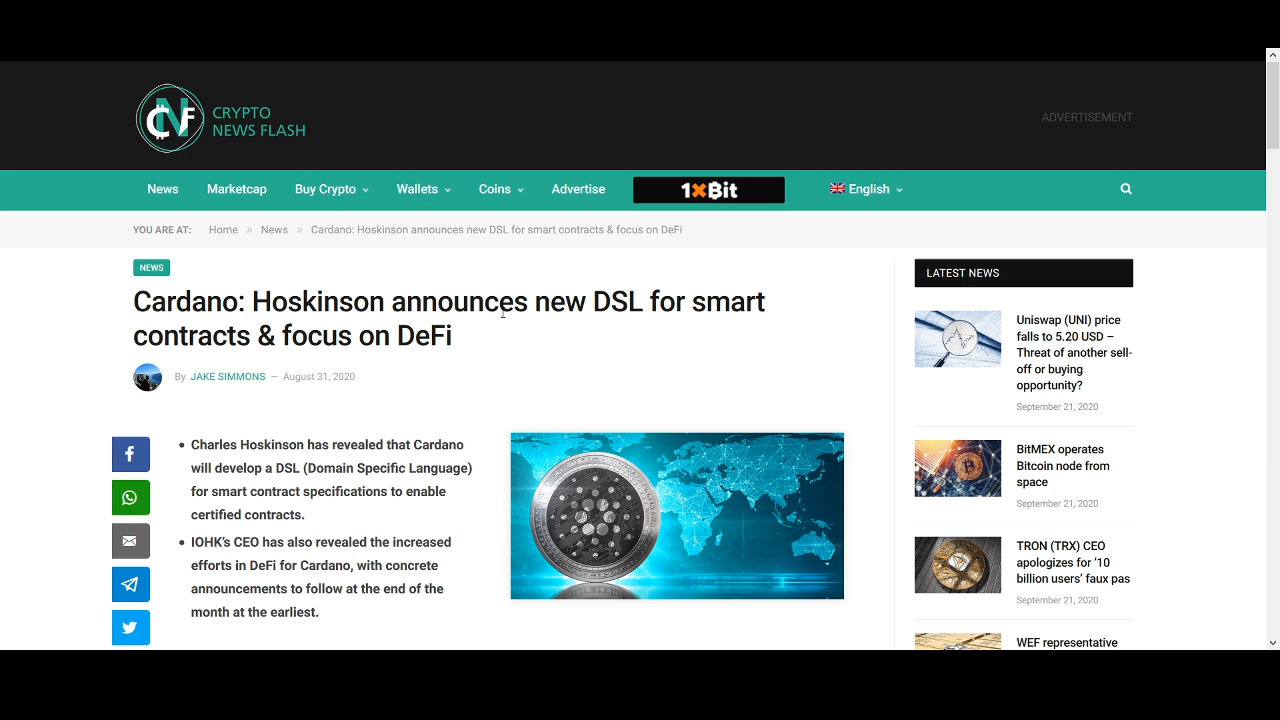 CNF
CRYPTO
NEWS FLASH
ADVERTISEMENT
News
Marketcap
Buy Crypto
Wallets
Coins
Advertise
1xBit
English
YOU ARE AT:
Home » News » Cardano: Hoskinson announces new DSL for smart contracts & focus on DeFi
NEWS
Cardano: Hoskinson announces new DSL for smart
contracts & focus on DeFi
By JAKE SIMMONS — August 31, 2020
• Charles Hoskinson has revealed that Cardano
will develop a DSL (Domain Specific Language)
for smart contract specifications to enable
certified contracts.
• IOHK's CEO has also revealed the increased
efforts in DeFi for Cardano, with concrete
announcements to follow at the end of the
month at the earliest.
LATEST NEWS
Uniswap (UNI) price
falls to 5.20 USD –
Threat of another sell-
off or buying
opportunity?
September 21, 2020
BitMEX operates
Bitcoin node from
space
September 21, 2020
TRON (TRX) CEO
apologizes for '10
billion users' faux pas
September 21, 2020
WEF representative